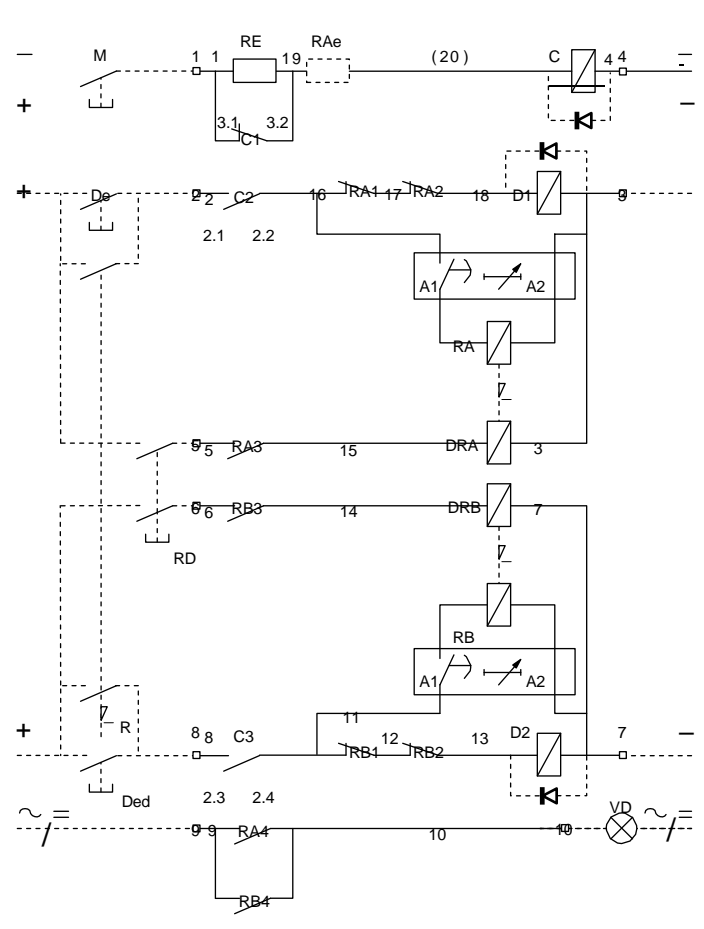 RE RAe
− M 1 1 19 (20) C 4 4 −
+ −
3.1 3.2
C1
+ De 2 2 C2 16 RA1 17 RA2 18 D1 3
2.1 2.2
A1 A2
RA
5 5 RA3 15 DRA 3
6 6 RB3 14 DRB 7
RD
RB
A1 A2
11
R
+ 8 8 C3 RB1 12 RB2 13 D2 7 −
2.3 2.4
Ded
VD
9 9 RA4 10 10
RB4